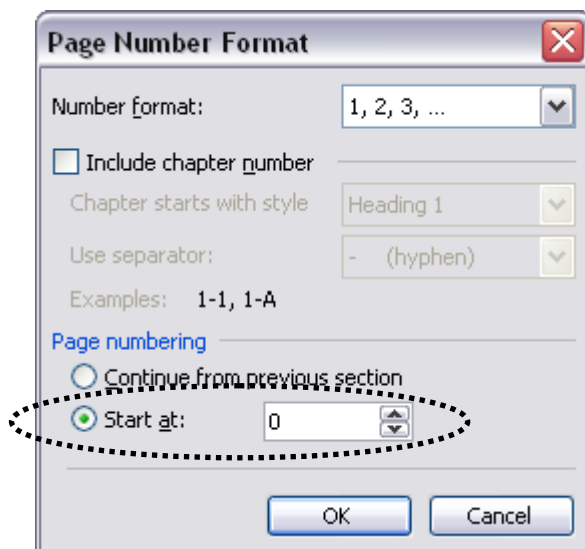 Page Number Format
Number format: 1, 2, 3, ...
Include chapter number
Chapter starts with style Heading 1
Use separator: - (hyphen)
Examples: 1-1, 1-A
Page numbering
Continue from previous section
Start at: 0
OK Cancel